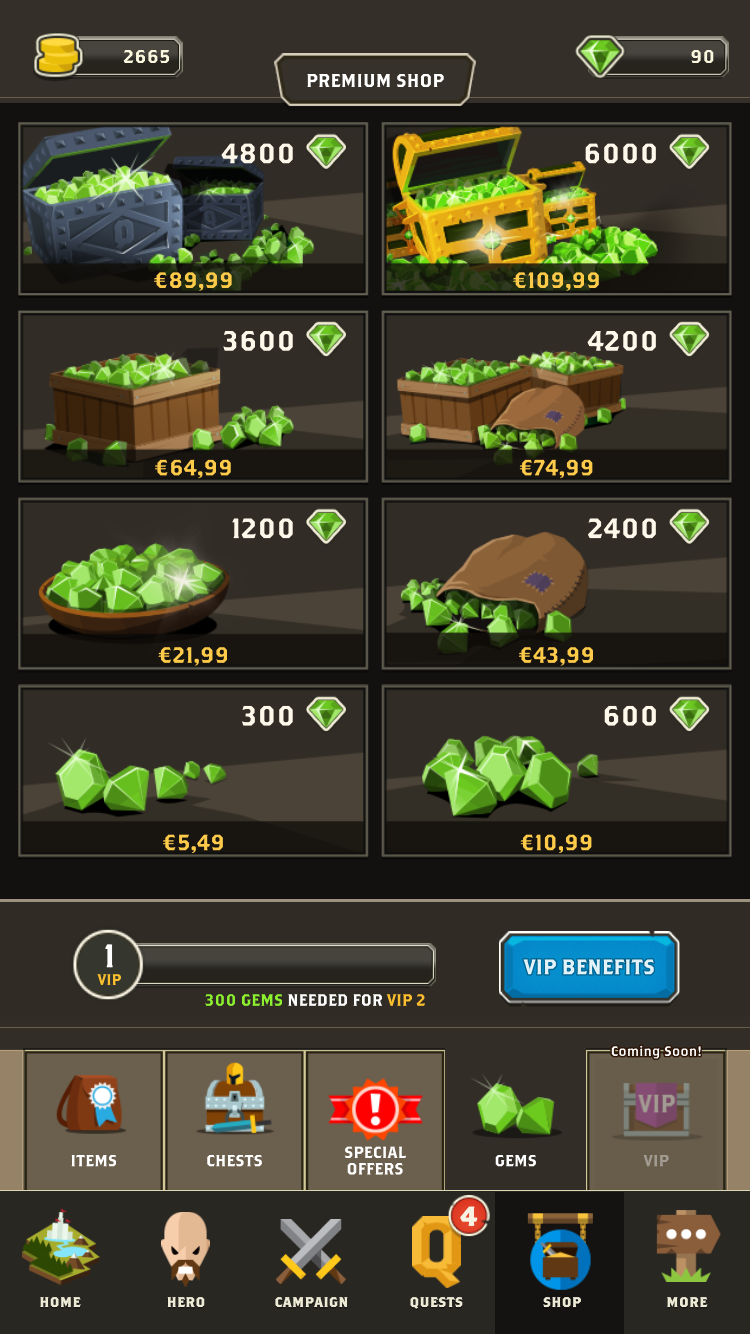 2665
PREMIUM SHOP
90
4800
€89,99
6000
€109,99
3600
€64,99
4200
€74,99
1200
€21,99
2400
€43,99
300
€5,49
600
€10,99
1
VIP
300 GEMS NEEDED FOR VIP 2
VIP BENEFITS
ITEMS
CHESTS
!
SPECIAL
OFFERS
GEMS
Coming Soon!
VIP
VIP
HOME
HERO
CAMPAIGN
Q
4
QUESTS
SHOP
MORE